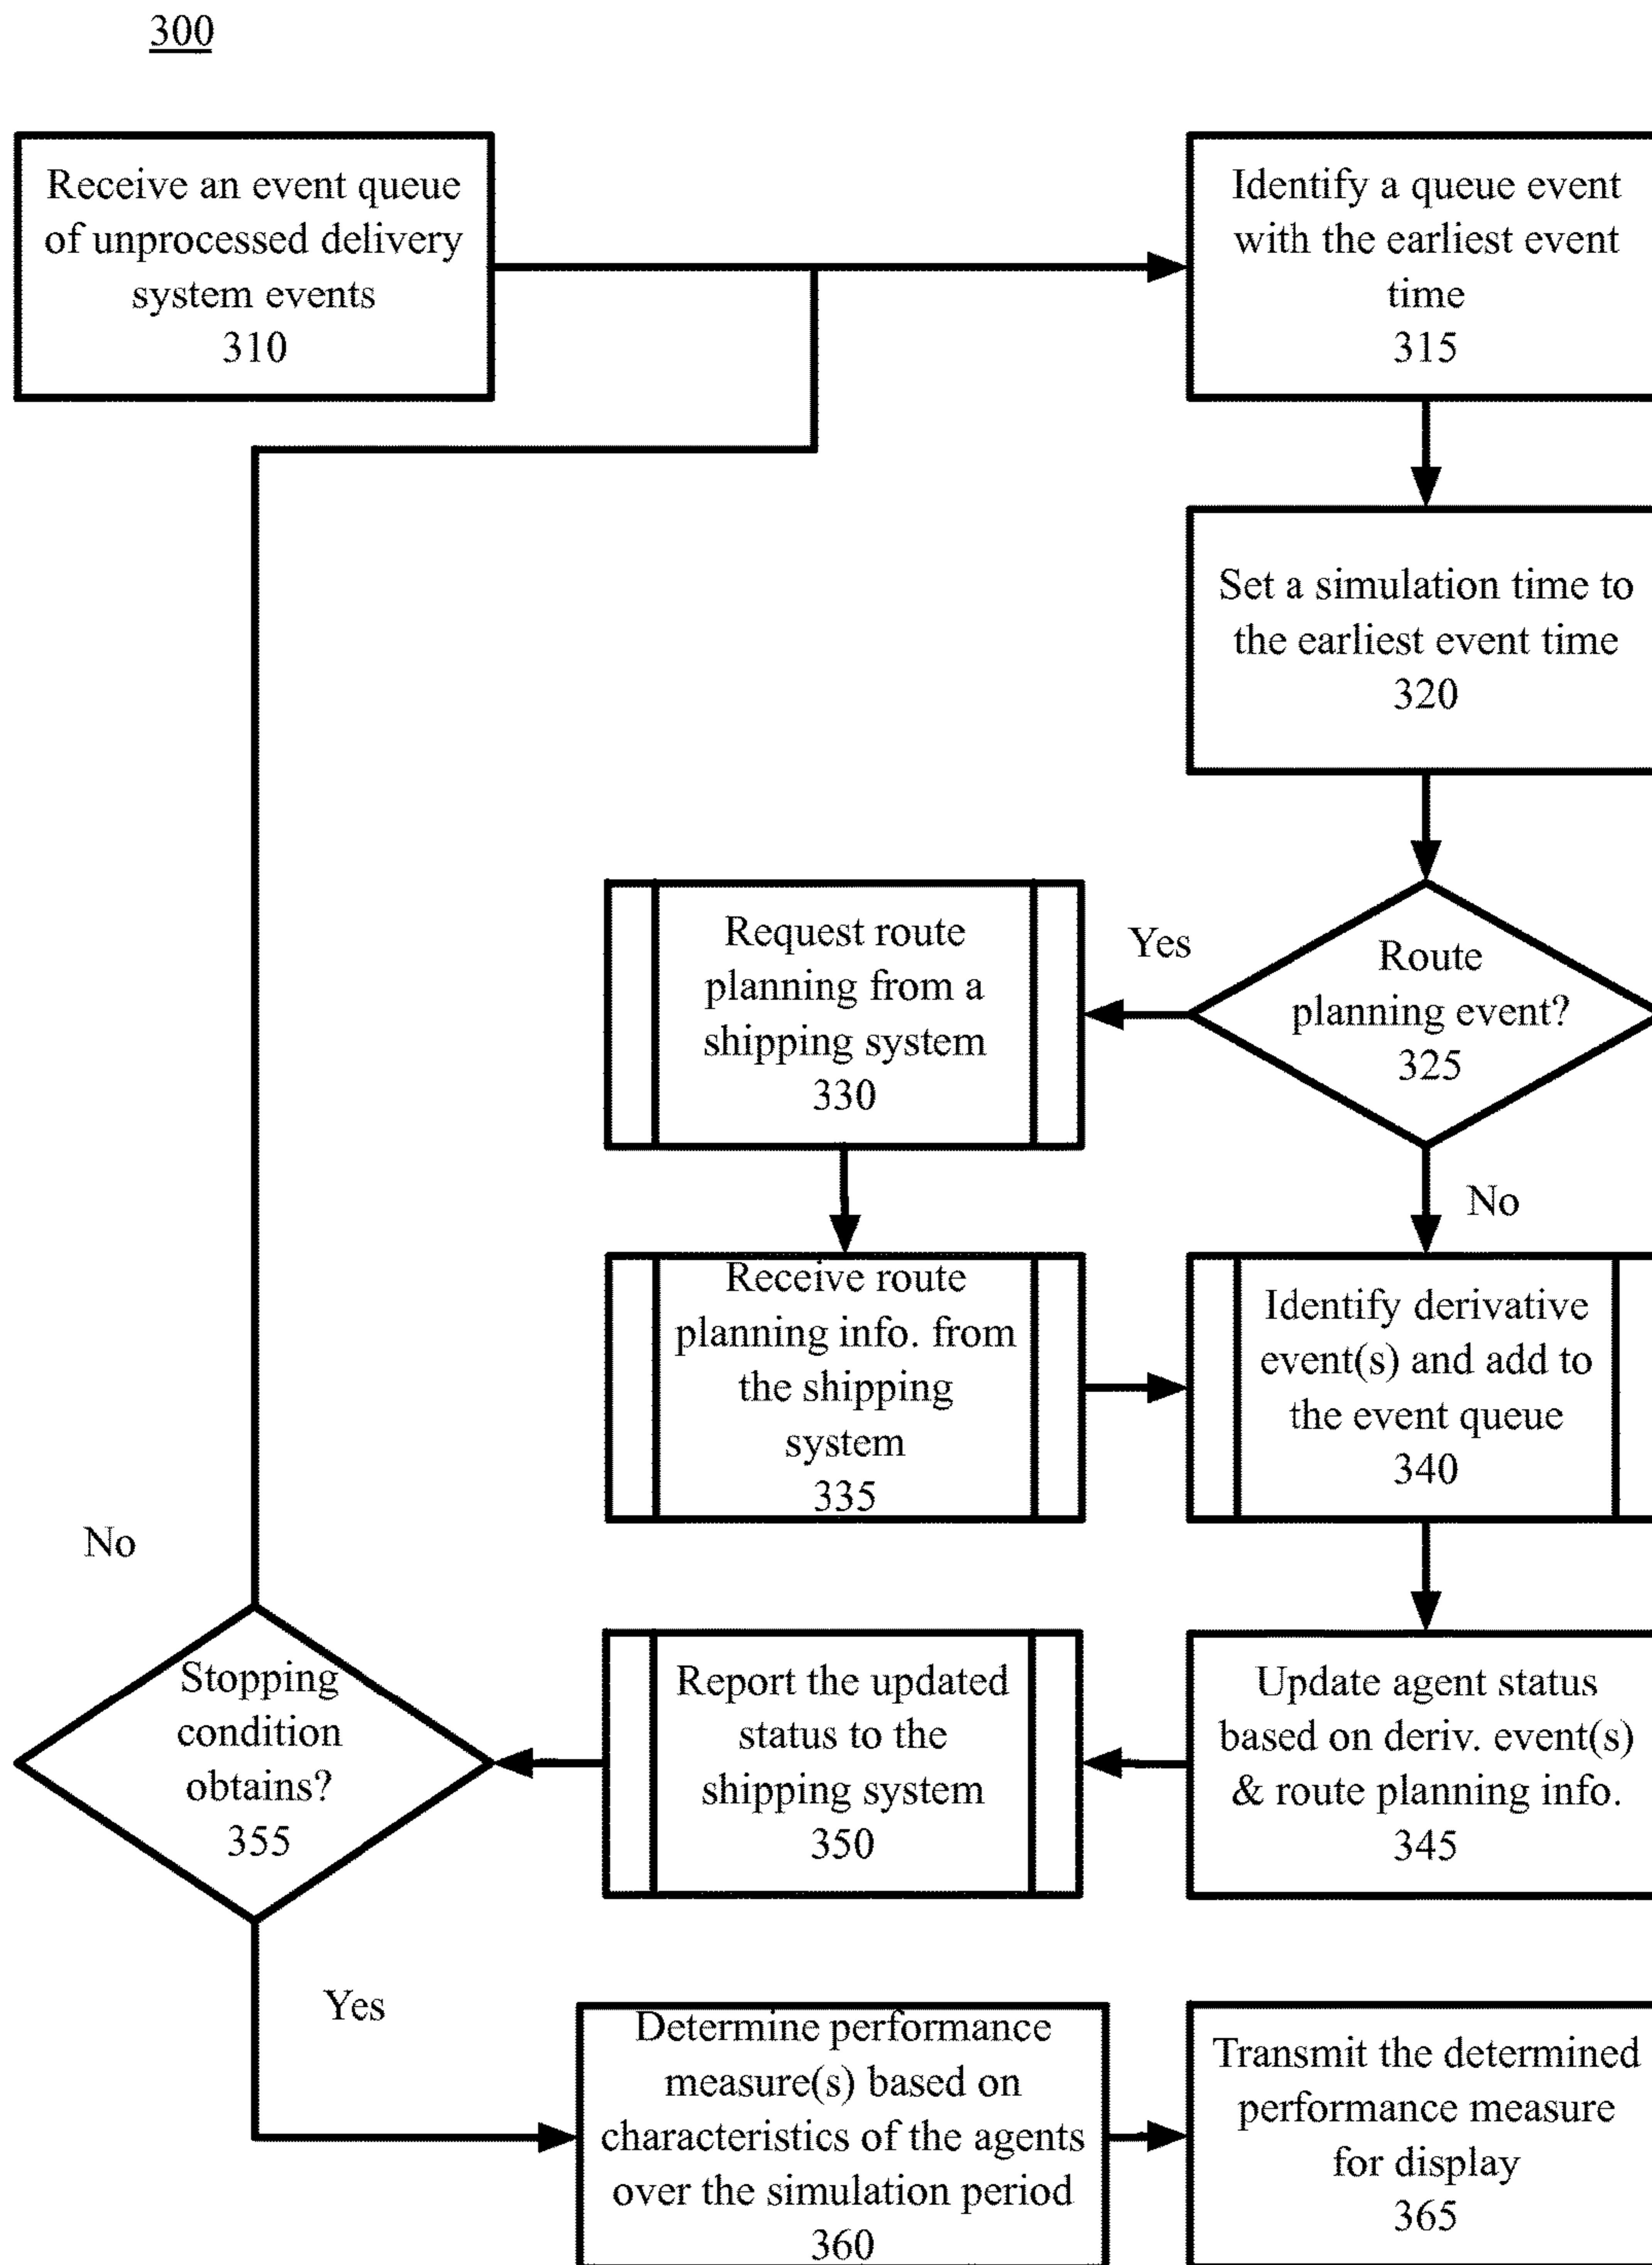 300
Receive an event queue
of unprocessed delivery
system events
310
Identify a queue event
with the earliest event
time
315
Set a simulation time to
the earliest event time
320
Route
planning event?
325
Yes
No
Request route
planning from a
shipping system
330
Receive route
planning info. from
the shipping
system
335
Identify derivative
event(s) and add to
the event queue
340
Update agent status
based on deriv. event(s)
& route planning info.
345
Report the updated
status to the
shipping system
350
Stopping
condition
obtains?
355
No
Yes
Determine performance
measure(s) based on
characteristics of the agents
over the simulation period
360
Transmit the determined
performance measure
for display
365